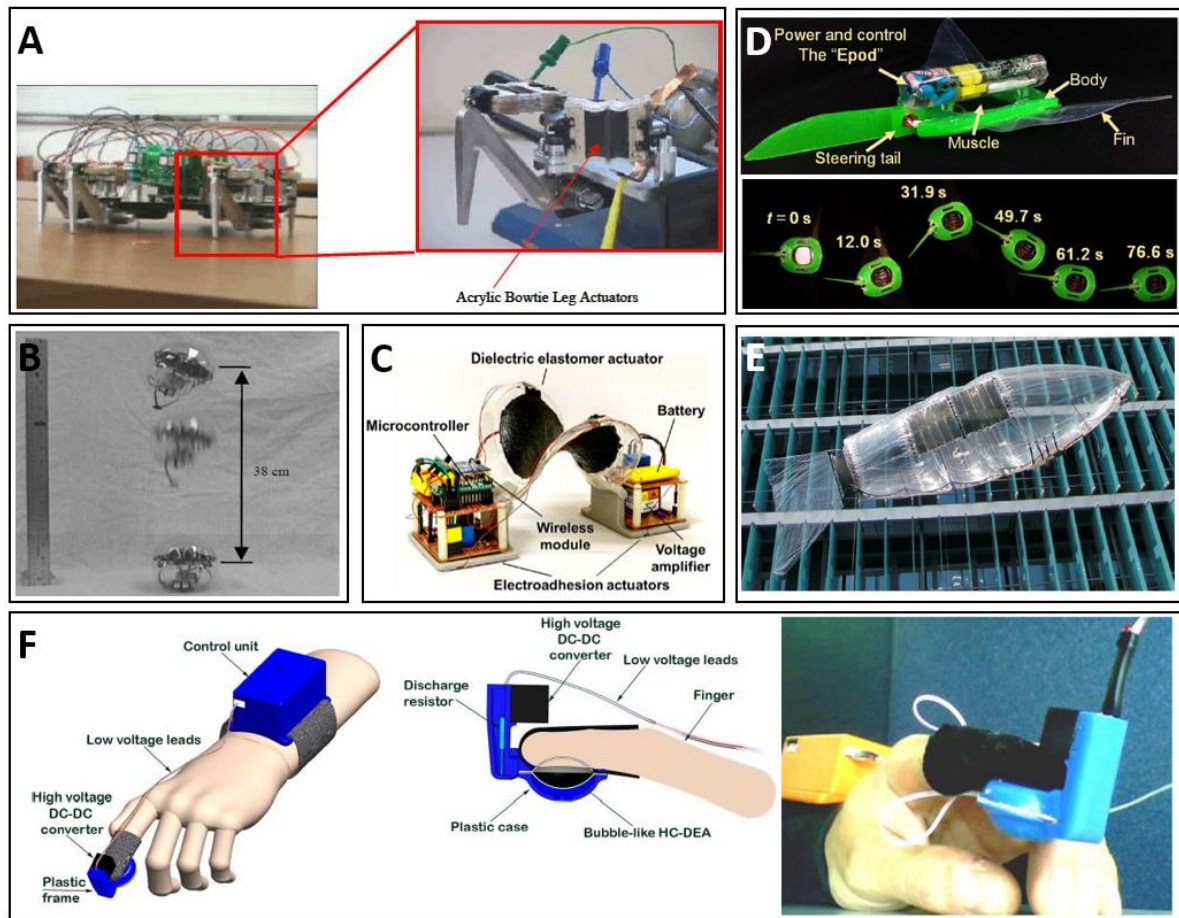 A
Acrylic Bowtie Leg Actuators
D
Power and control
The "Epod"
Body
Fin
Muscle
Steering tail
t = 0 s
12.0 s
31.9 s
49.7 s
61.2 s
76.6 s
B
38 cm
C
Dielectric elastomer actuator
Battery
Microcontroller
Wireless
module
Voltage
amplifier
Electroadhesion actuators
E
F
Control unit
Low voltage leads
High voltage
DC-DC
converter
Plastic
frame
High voltage
DC-DC
converter
Low voltage leads
Discharge
resistor
Finger
Plastic case
Bubble-like HC-DEA